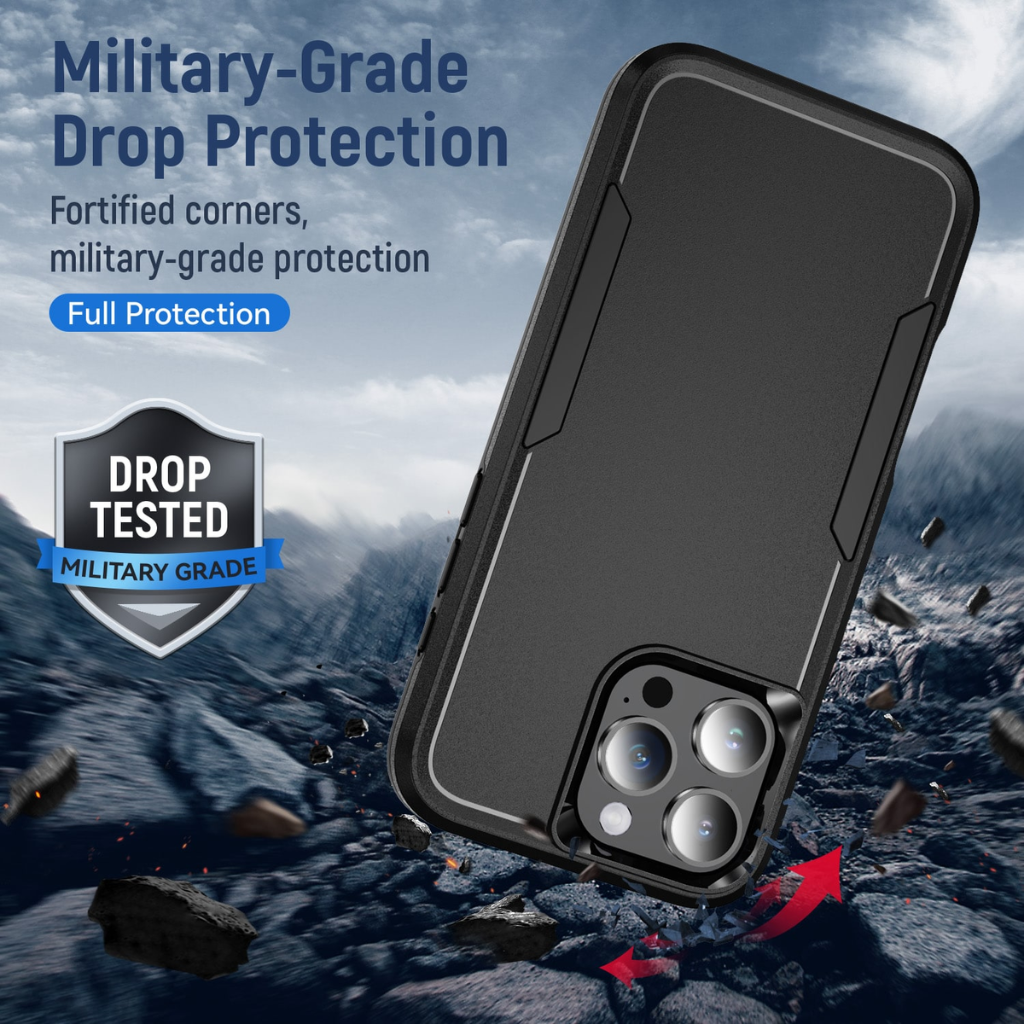 Military-Grade
Drop Protection
Fortified corners,
military-grade protection
Full Protection
DROP
TESTED
MILITARY GRADE